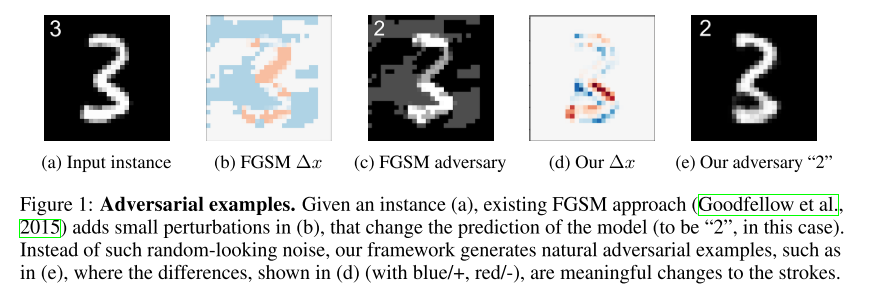 3 2 2
(a) Input instance (b) FGSM Δx (c) FGSM adversary (d) Our Δx (e) Our adversary “2”
Figure 1: Adversarial examples. Given an instance (a), existing FGSM approach (Goodfellow et al.,
2015) adds small perturbations in (b), that change the prediction of the model (to be “2”, in this case).
Instead of such random-looking noise, our framework generates natural adversarial examples, such as
in (e), where the differences, shown in (d) (with blue/+, red/-), are meaningful changes to the strokes.